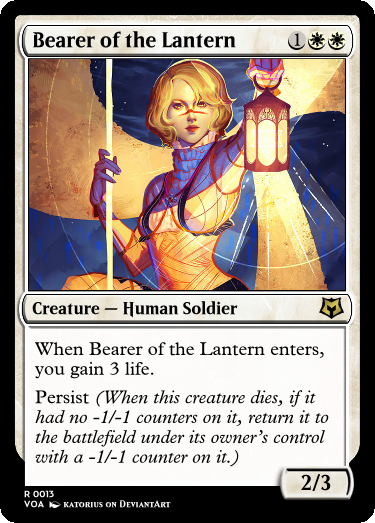 Bearer of the Lantern 1
Creature — Human Soldier
When Bearer of the Lantern enters,
you gain 3 life.
Persist (When this creature dies, if it
had no -1/-1 counters on it, return it to
the battlefield under its owner's control
with a -1/-1 counter on it.)
2/3
R 0013
VOA KATORIUS ON DEVIANTART